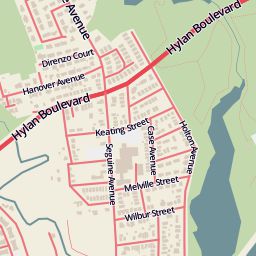 Avenue
Hylan Boulevard
Direnzo Court
Hanover Avenue
Hylan Boulevard
Keating Street
Case Avenue
Holton Avenue
Seguine Avenue
Melville Street
Wilbur Street